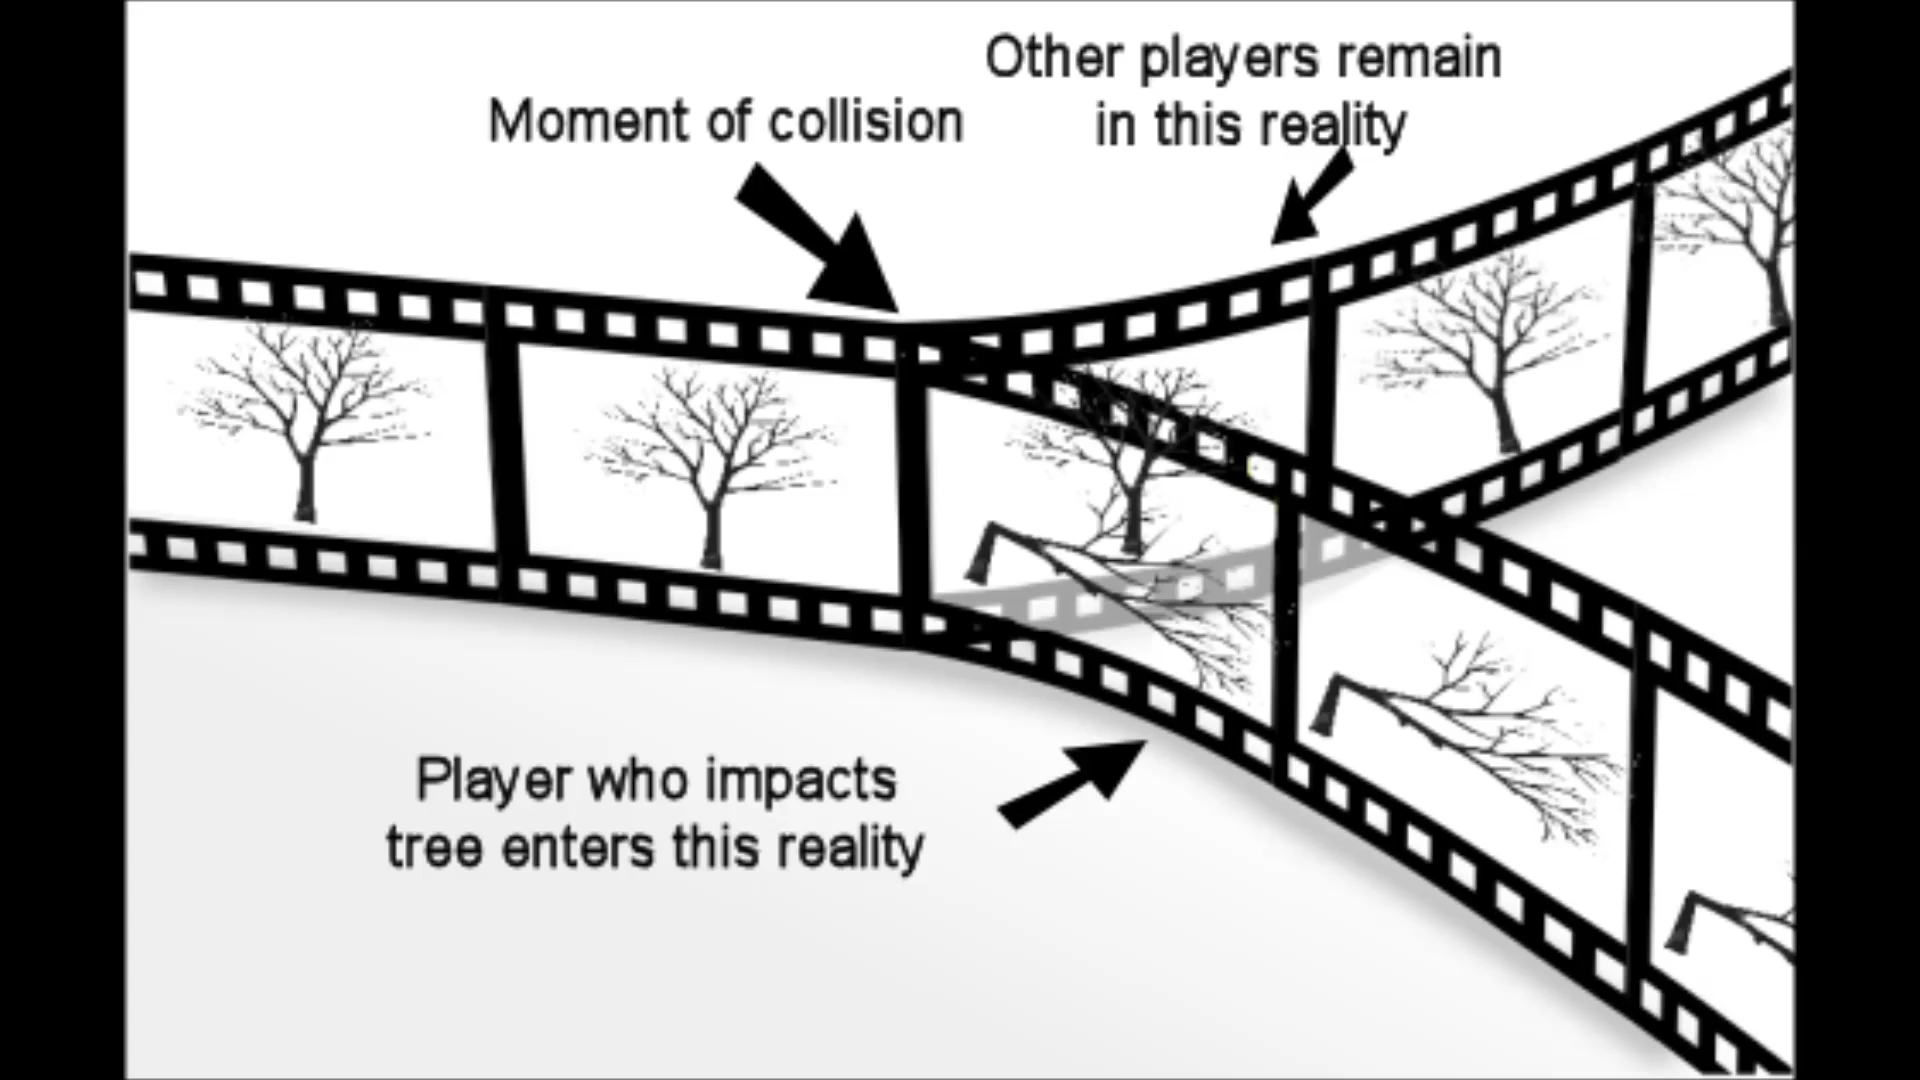 Other players remain
in this reality
Moment of collision
Player who impacts
tree enters this reality